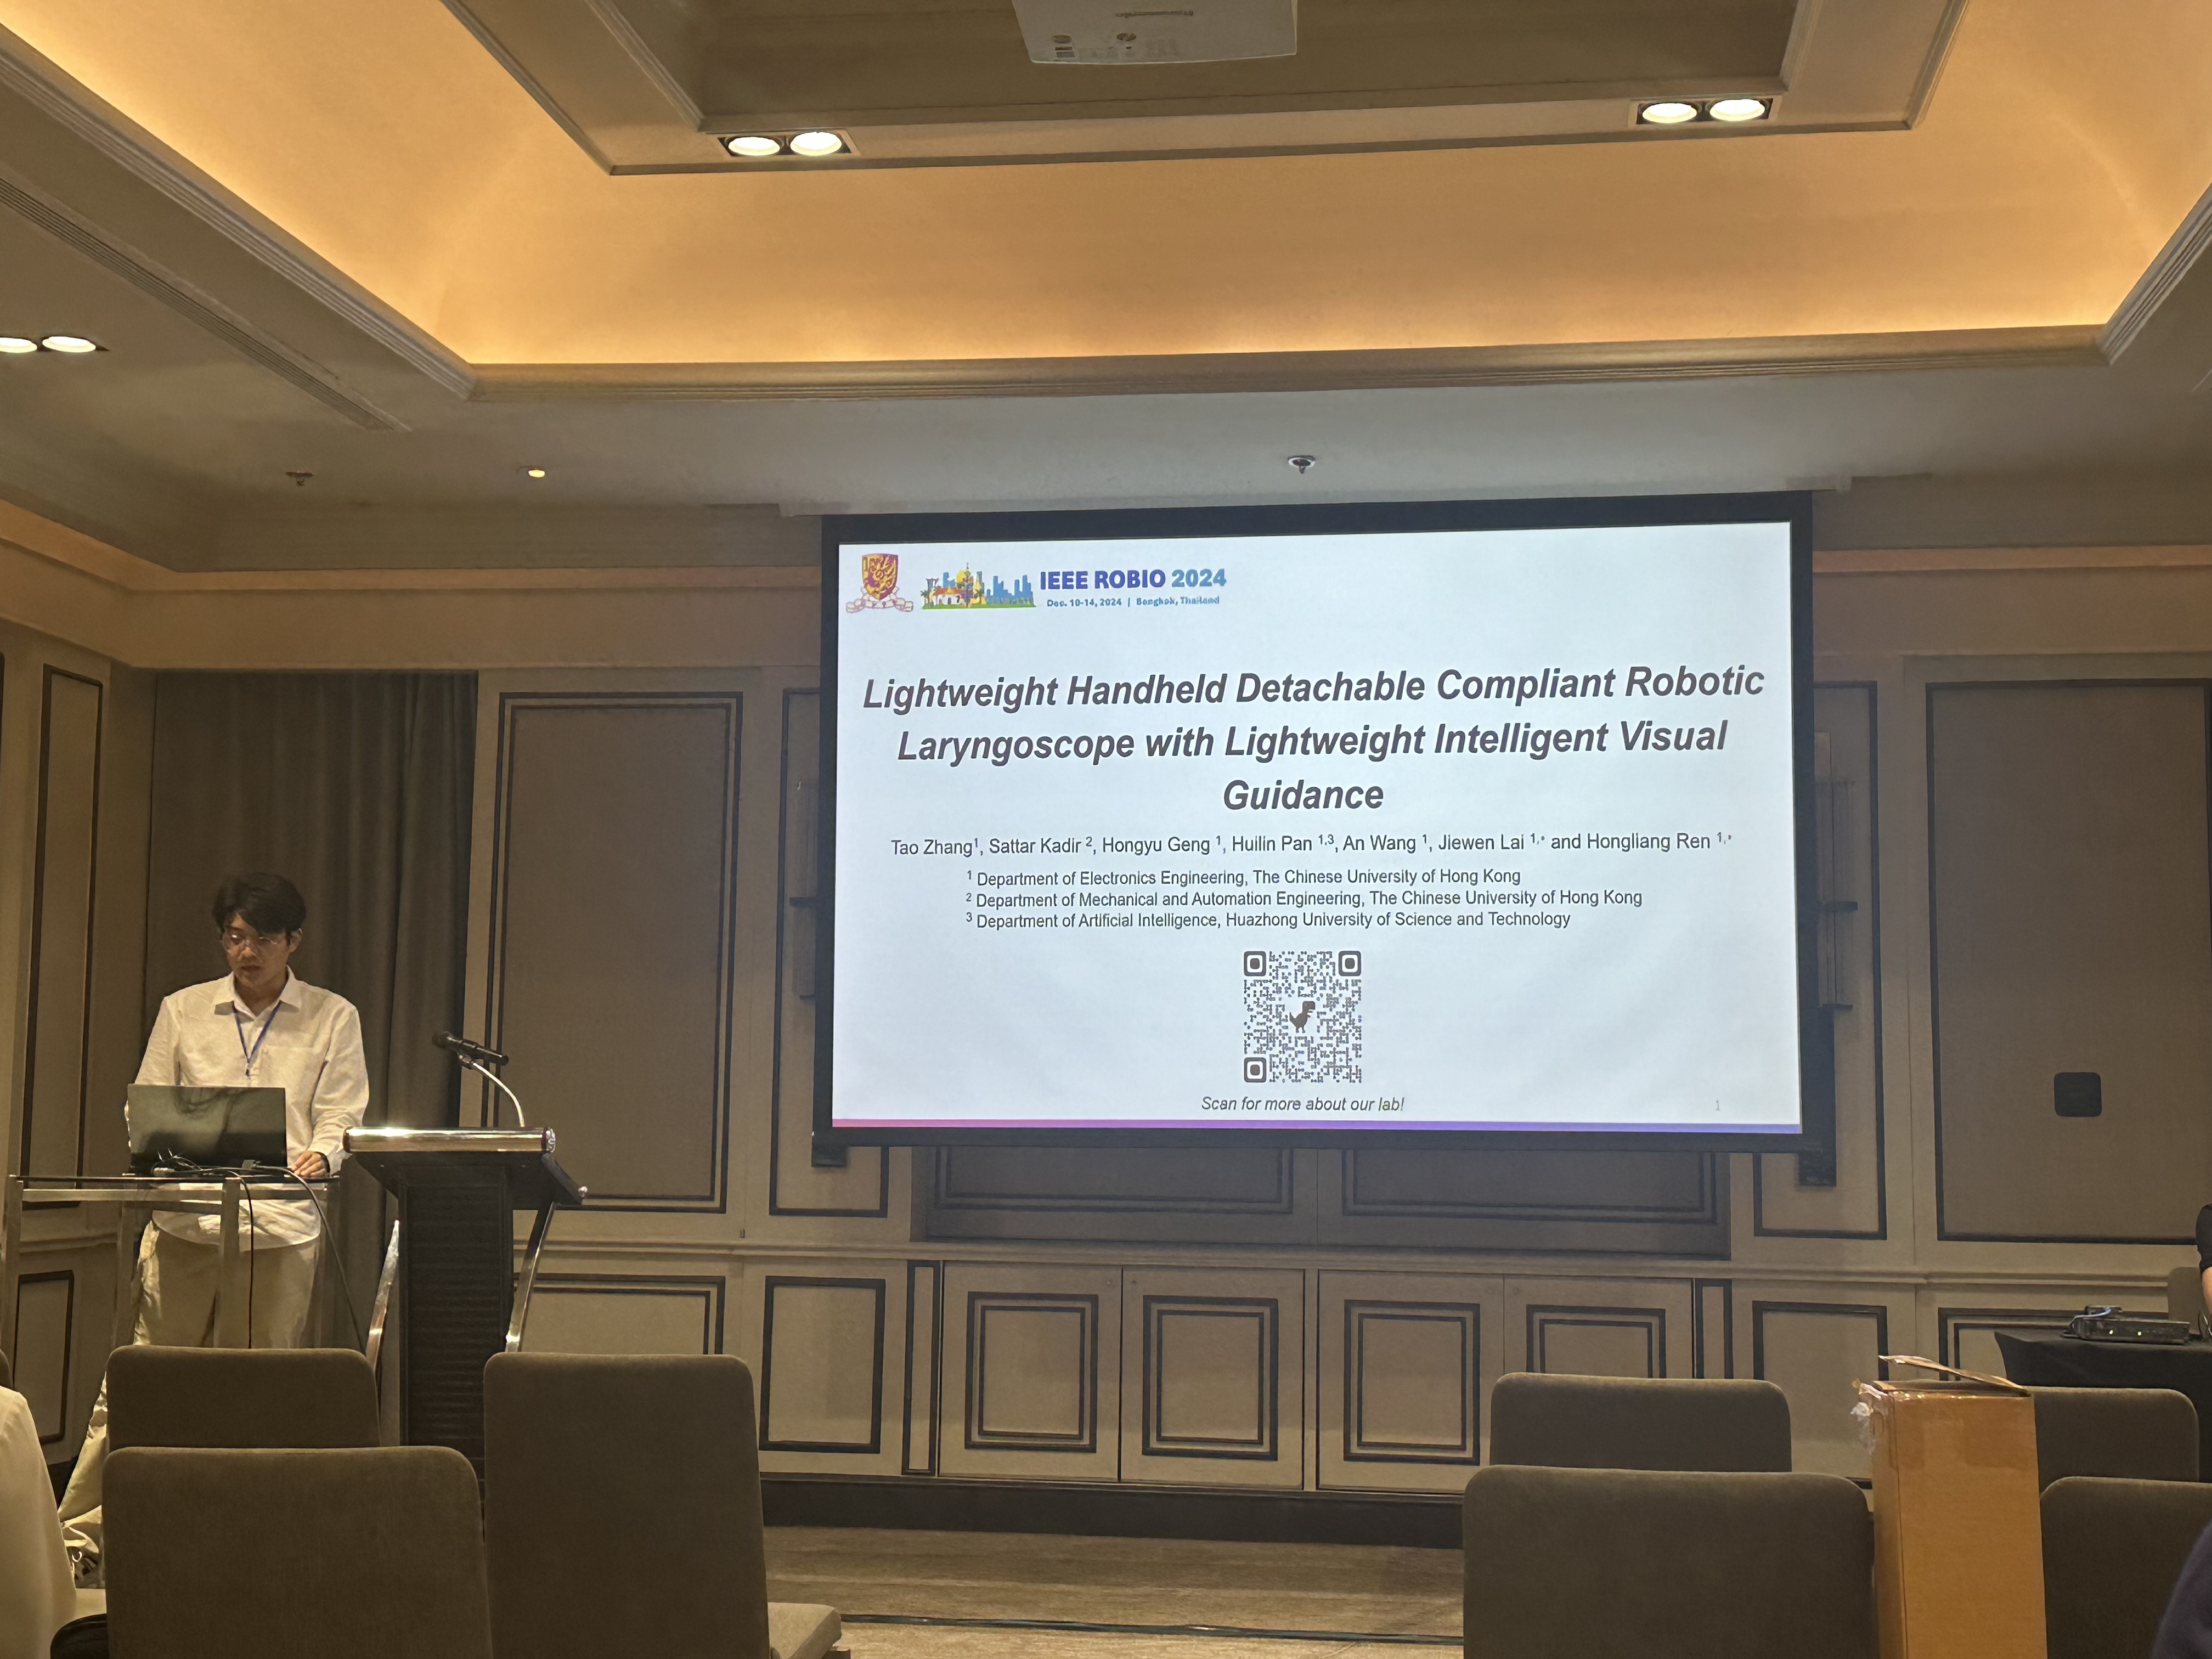 IEEE ROBIO 2024
Dec. 10-14, 2024 | Bangkok, Thailand
Lightweight Handheld Detachable Compliant Robotic
Laryngoscope with Lightweight Intelligent Visual
Guidance
Tao Zhang¹, Sattar Kadir ², Hongyu Geng ¹, Huilin Pan ¹,³, An Wang ¹, Jiewen Lai ¹,* and Hongliang Ren ¹,*
¹ Department of Electronics Engineering, The Chinese University of Hong Kong
² Department of Mechanical and Automation Engineering, The Chinese University of Hong Kong
³ Department of Artificial Intelligence, Huazhong University of Science and Technology
Scan for more about our lab!
1